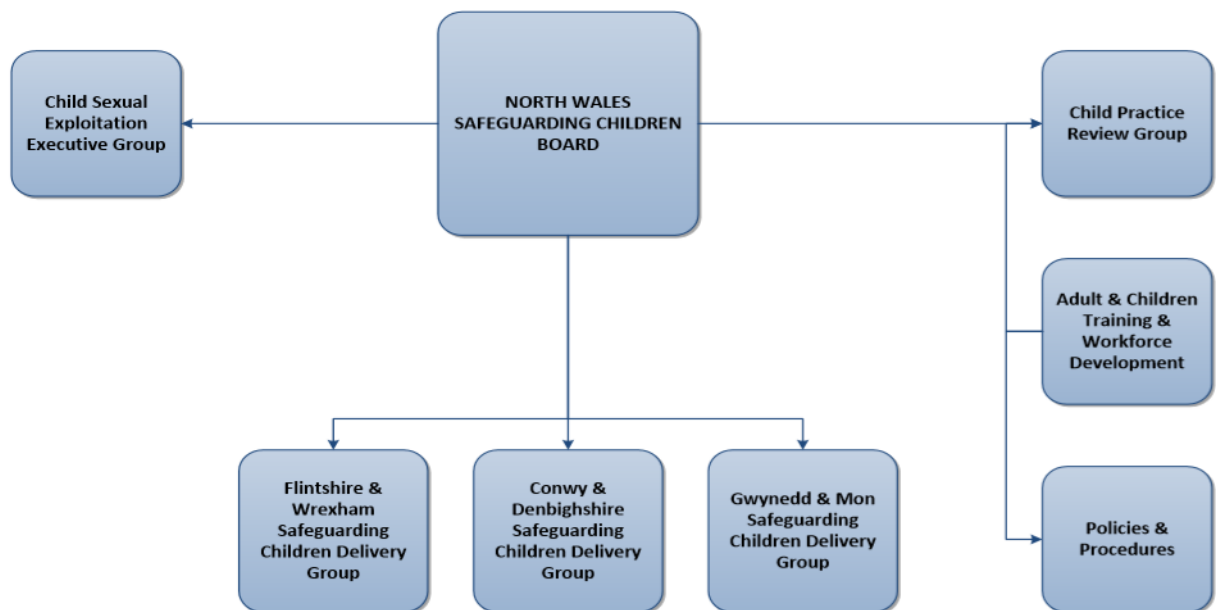 Child Sexual
Exploitation
Executive Group
NORTH WALES
SAFEGUARDING CHILDREN
BOARD
Child Practice
Review Group
Adult & Children
Training &
Workforce
Development
Flintshire &
Wrexham
Safeguarding
Children Delivery
Group
Conwy &
Denbighshire
Safeguarding
Children Delivery
Group
Gwynedd & Mon
Safeguarding
Children Delivery
Group
Policies &
Procedures